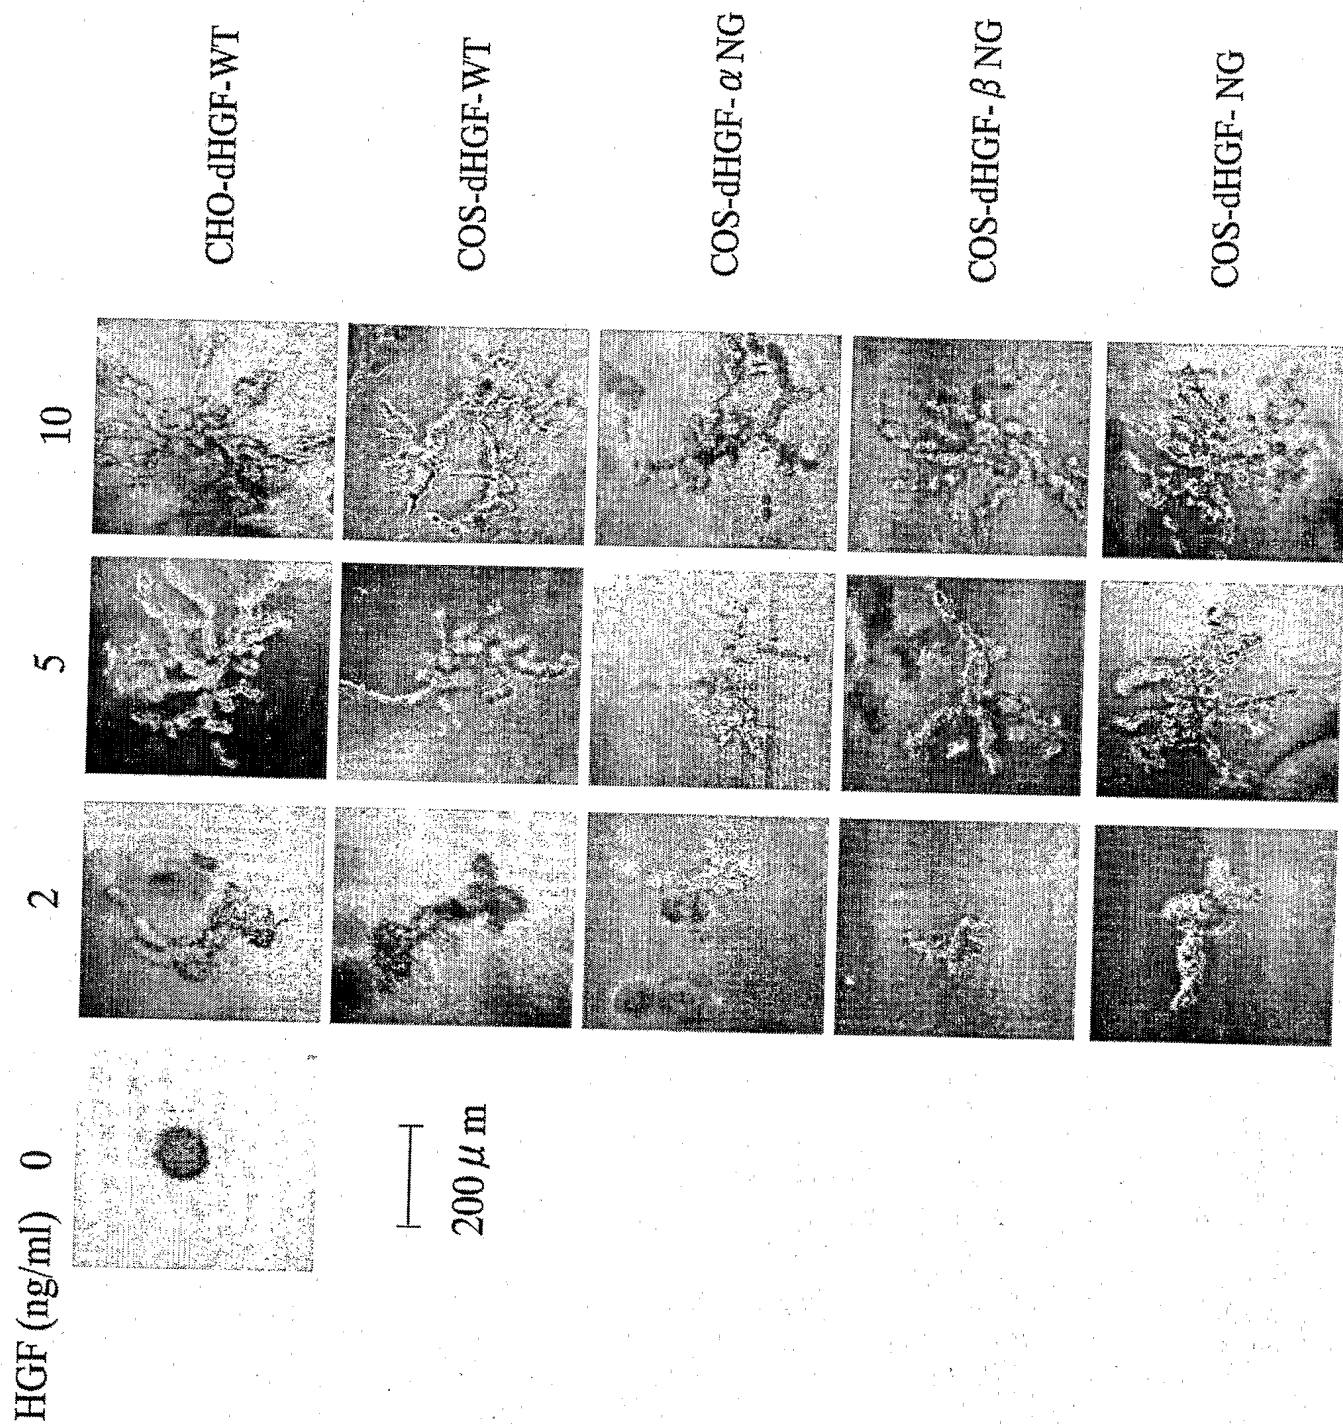 HGF (ng/ml) 0 2 5 10
CHO-dHGF-WT
COS-dHGF-WT
COS-dHGF-α NG
COS-dHGF-β NG
COS-dHGF- NG
200 μ m